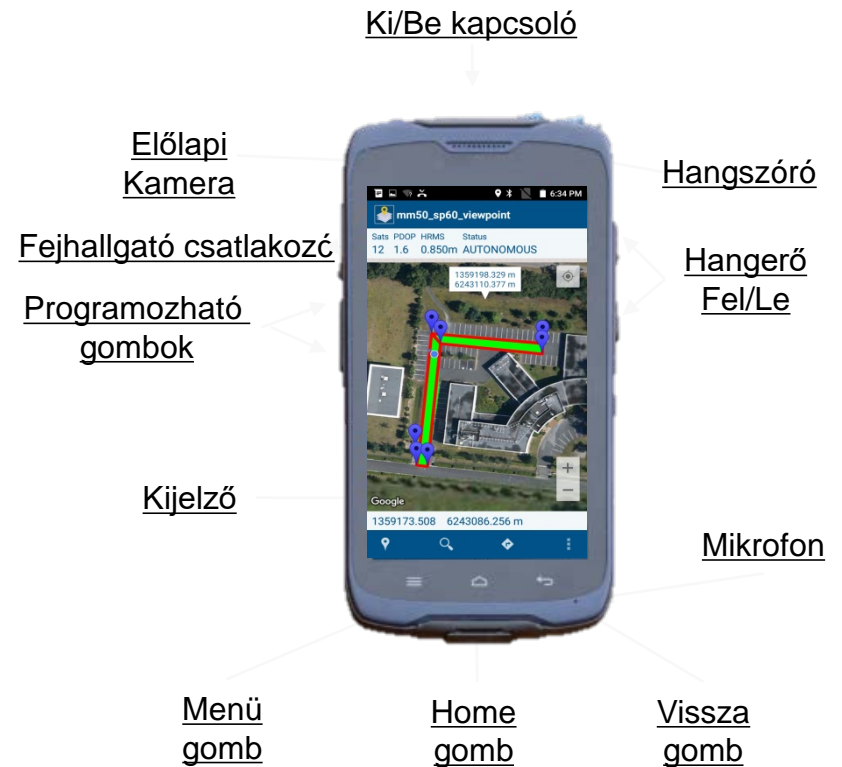 Ki/Be kapcsoló
Előlapi
Kamera
Hangszóró
Fejhallgató csatlakozó
Hangerő
Fel/Le
Programozható
gombok
6:34 PM
mm50_sp60_viewpoint
Sats PDOP HRMS Status
12 1.6 0.850m AUTONOMOUS
1359198.329 m
6243110.377 m
+
−
Google
1359173.508 6243086.256 m
Kijelző
Mikrofon
Menü
gomb
Home
gomb
Vissza
gomb